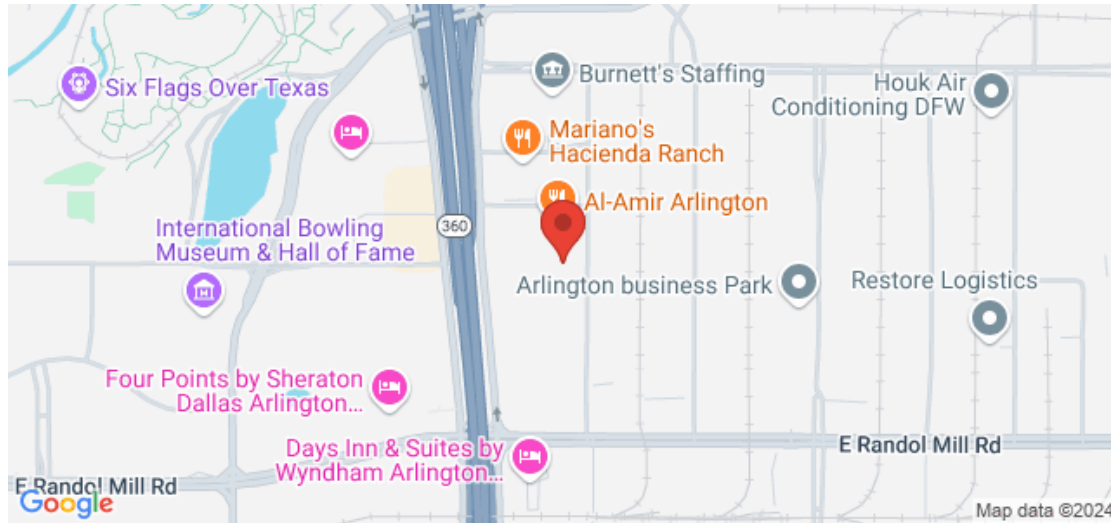 Six Flags Over Texas
Burnett's Staffing
Houk Air
Conditioning DFW
Mariano's
Hacienda Ranch
Al-Amir Arlington
International Bowling
Museum & Hall of Fame
360
Arlington business Park
Restore Logistics
Four Points by Sheraton
Dallas Arlington...
Days Inn & Suites by
Wyndham Arlington...
E Randol Mill Rd
E Randol Mill Rd
Google
Map data ©2024